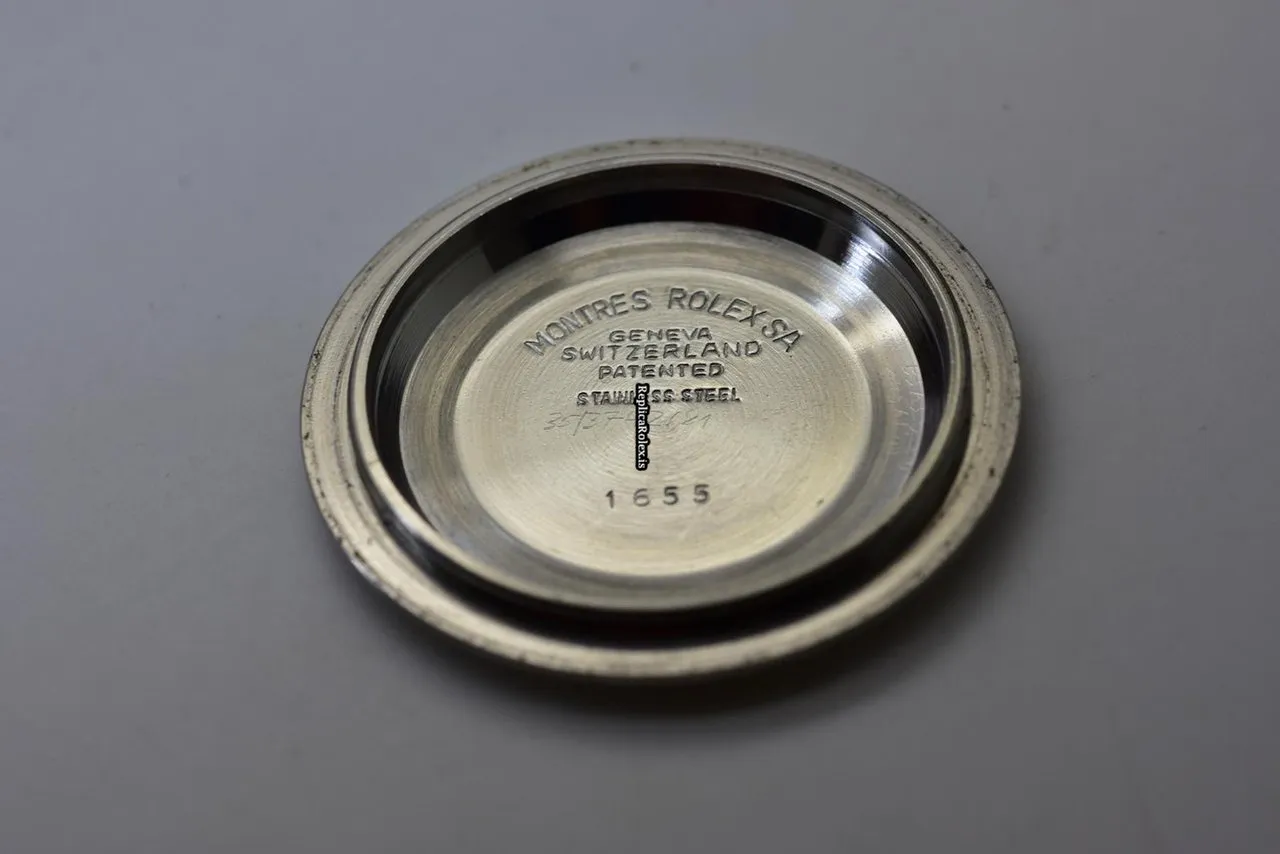 MONTRES ROLEX·SA
GENEVA
SWITZERLAND
PATENTED
STAINLESS STEEL
ReplicaRolex.is
1655